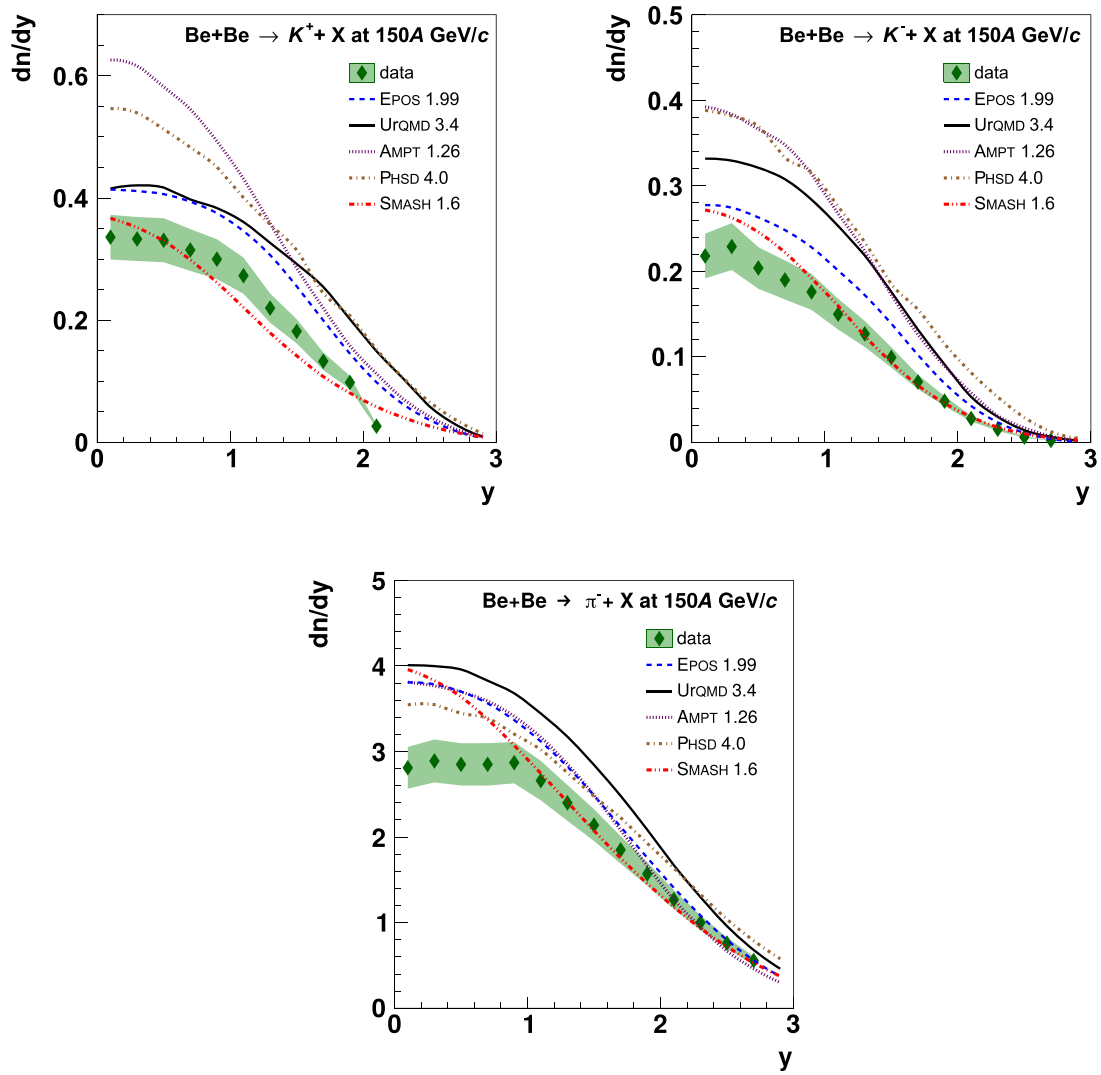 dn/dy
Be+Be → K⁺+ X at 150A GeV/c
data
EPOS 1.99
URQMD 3.4
AMPT 1.26
PHSD 4.0
SMASH 1.6
0.6
0.4
0.2
0
0 1 2 3
y
dn/dy
Be+Be → K⁻+ X at 150A GeV/c
data
EPOS 1.99
URQMD 3.4
AMPT 1.26
PHSD 4.0
SMASH 1.6
0.5
0.4
0.3
0.2
0.1
0
0 1 2 3
y
dn/dy
Be+Be → π⁻+ X at 150A GeV/c
data
EPOS 1.99
URQMD 3.4
AMPT 1.26
PHSD 4.0
SMASH 1.6
5
4
3
2
1
0
0 1 2 3
y